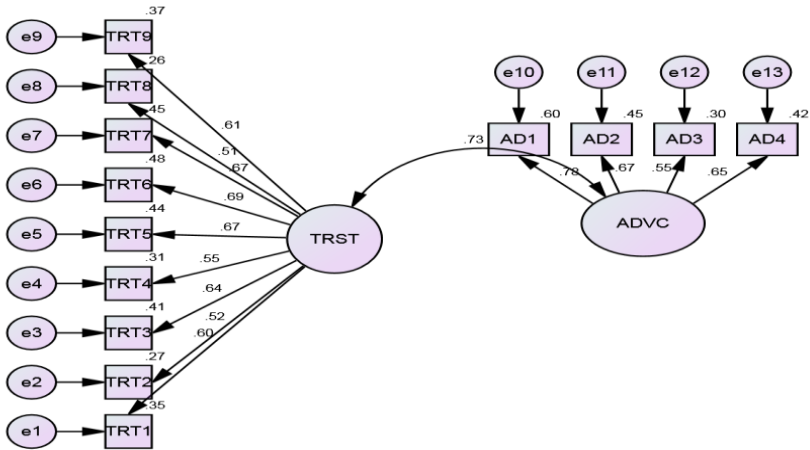 .37
e9 TRT9
.26
e8 TRT8
.45
e7 TRT7
.48
e6 TRT6
.44
e5 TRT5
.31
e4 TRT4
.41
e3 TRT3
.27
e2 TRT2
.35
e1 TRT1
.61
.51
.67
.69
.67
.55
.64
.52
.60
TRST
.73
e10 e11 e12 e13
.60 .45 .30 .42
AD1 AD2 AD3 AD4
.78 .67 .55 .65
ADVC